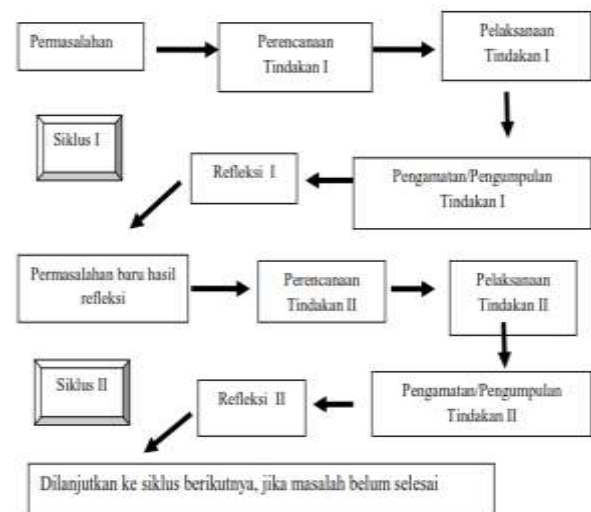 Permasalahan
Perencanaan
Tindakan I
Pelaksanaan
Tindakan I
Siklus I
Refleksi I
Pengamatan/Pengumpulan
Tindakan I
Permasalahan baru hasil
refleksi
Perencanaan
Tindakan II
Pelaksanaan
Tindakan II
Siklus II
Refleksi II
Pengamatan/Pengumpulan
Tindakan II
Dilanjutkan ke siklus berikutnya, jika masalah belum selesai